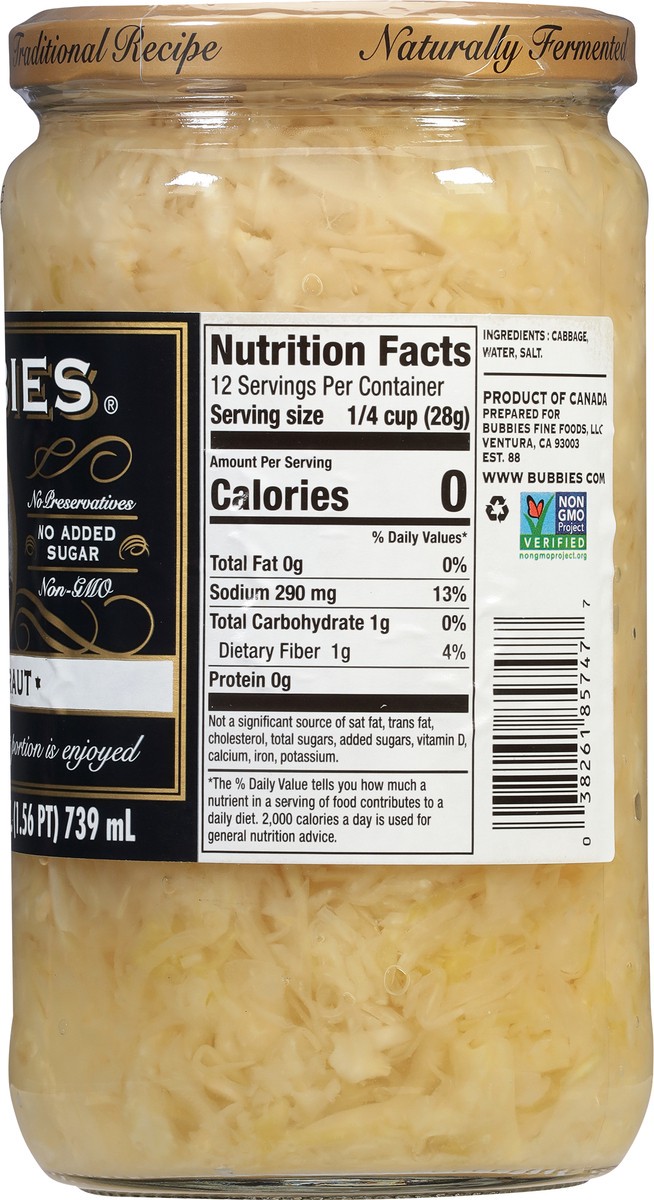 Traditional Recipe
Naturally Fermented
IES®
No Preservatives
NO ADDED
SUGAR
Non-GMO
portion is enjoyed
(1.56 PT) 739 mL
Nutrition Facts
12 Servings Per Container
Serving size 1/4 cup (28g)
Amount Per Serving
Calories 0
% Daily Values*
Total Fat 0g 0%
Sodium 290 mg 13%
Total Carbohydrate 1g 0%
Dietary Fiber 1g 4%
Protein 0g
Not a significant source of sat fat, trans fat,
cholesterol, total sugars, added sugars, vitamin D,
calcium, iron, potassium.
*The % Daily Value tells you how much a
nutrient in a serving of food contributes to a
daily diet. 2,000 calories a day is used for
general nutrition advice.
INGREDIENTS: CABBAGE,
WATER, SALT.
PRODUCT OF CANADA
PREPARED FOR
BUBBIES FINE FOODS, LLC
VENTURA, CA 93003
EST. 88
WWW.BUBBIES.COM
NON
GMO
Project
VERIFIED
nongmoproject.org
0 38261 85747 7